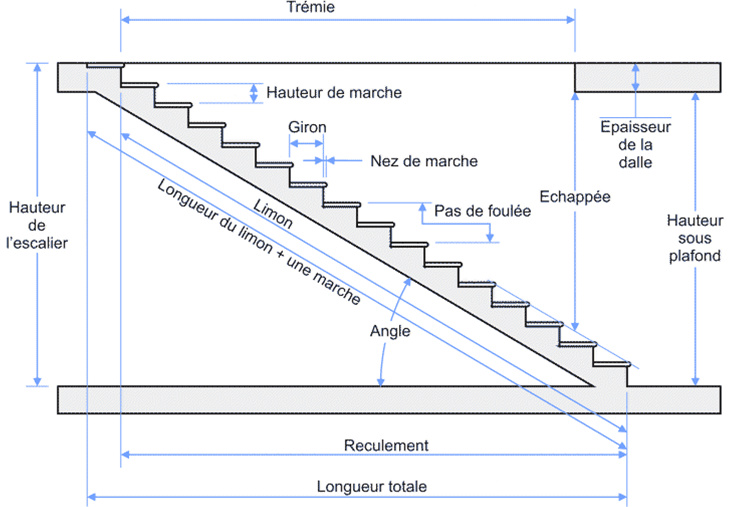 Trémie
Hauteur de marche
Giron
Nez de marche
Epaisseur
de la
dalle
Echappée
Pas de foulée
Hauteur
de
l'escalier
Hauteur
sous
plafond
Limon
Longueur du limon + une marche
Angle
Reculement
Longueur totale